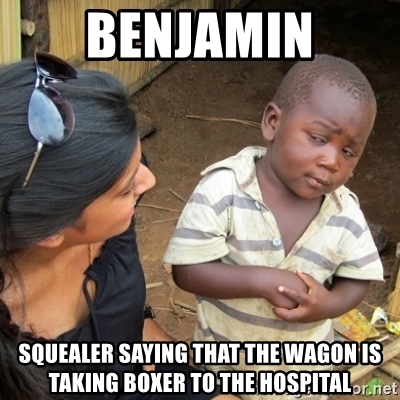 BENJAMIN
SQUEALER SAYING THAT THE WAGON IS
TAKING BOXER TO THE HOSPITAL